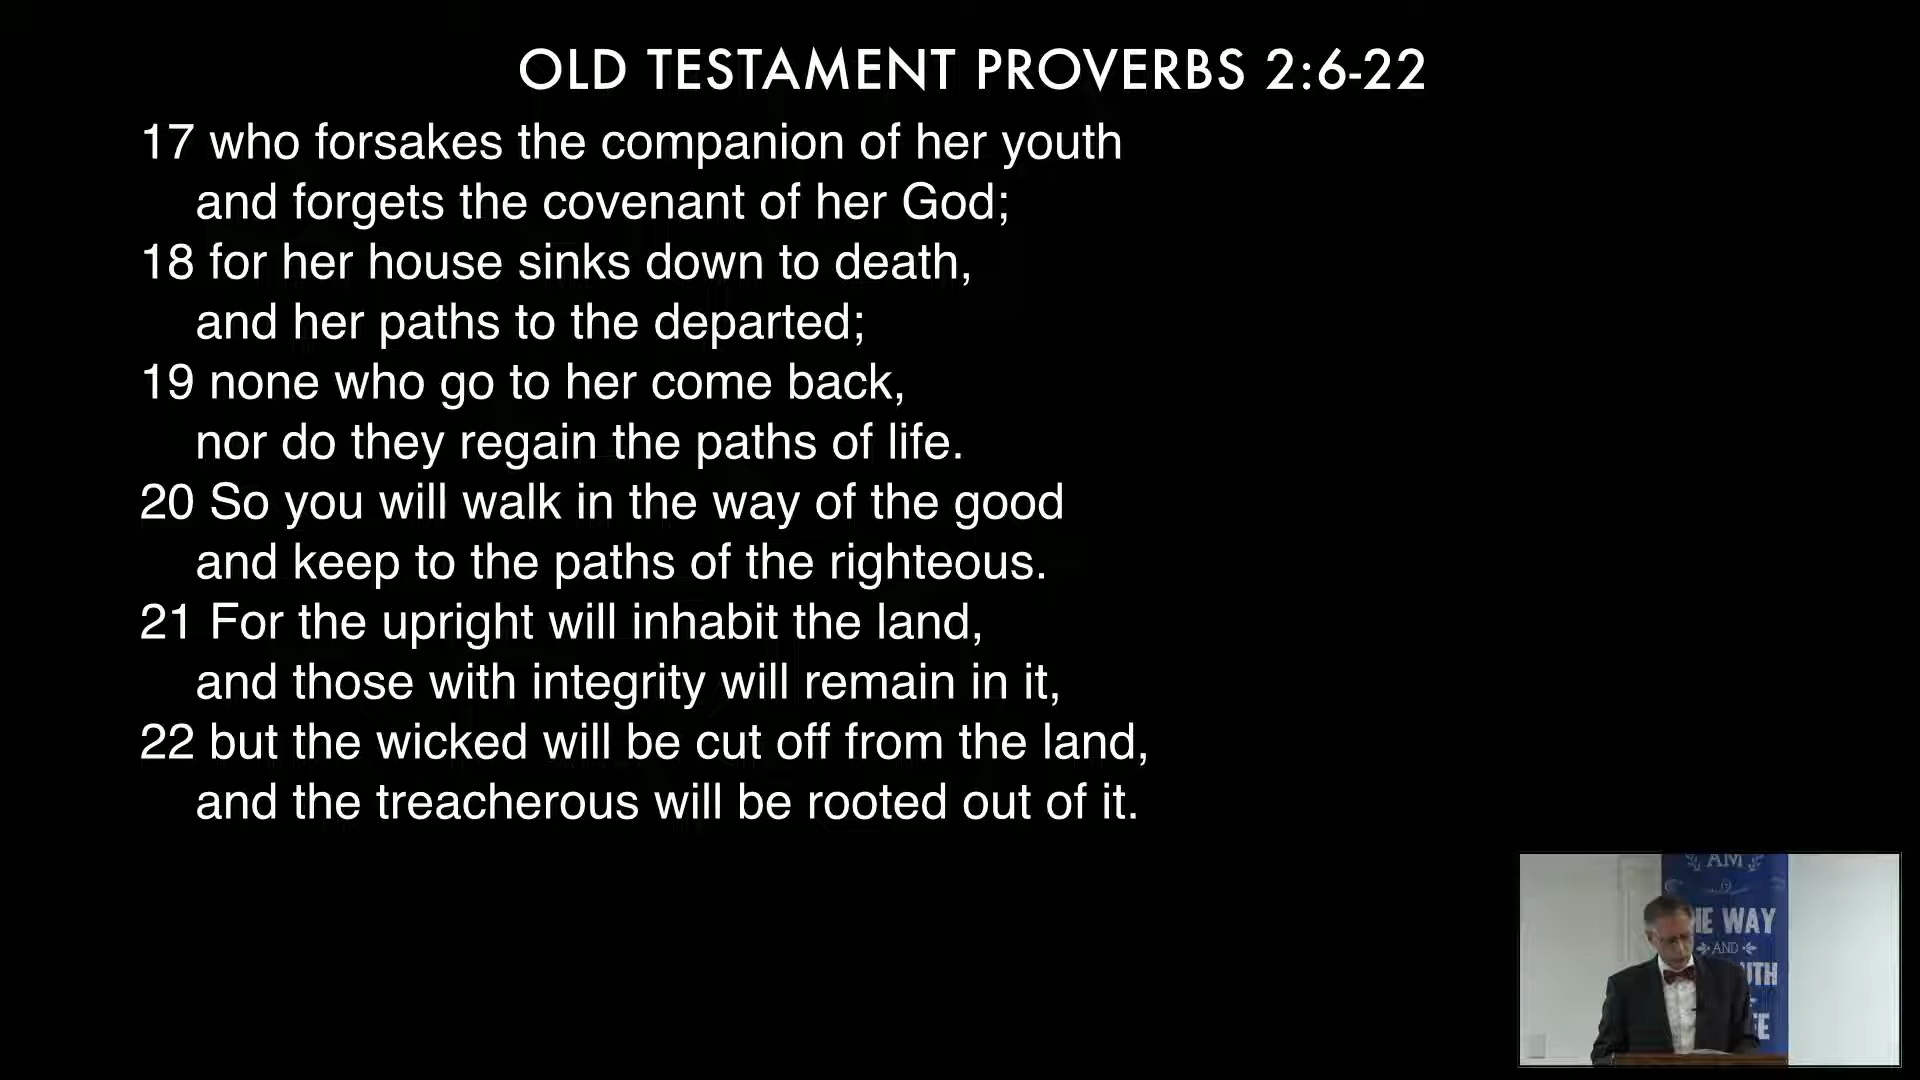 OLD TESTAMENT PROVERBS 2:6-22
17 who forsakes the companion of her youth
and forgets the covenant of her God;
18 for her house sinks down to death,
and her paths to the departed;
19 none who go to her come back,
nor do they regain the paths of life.
20 So you will walk in the way of the good
and keep to the paths of the righteous.
21 For the upright will inhabit the land,
and those with integrity will remain in it,
22 but the wicked will be cut off from the land,
and the treacherous will be rooted out of it.
AM
WAY
AND